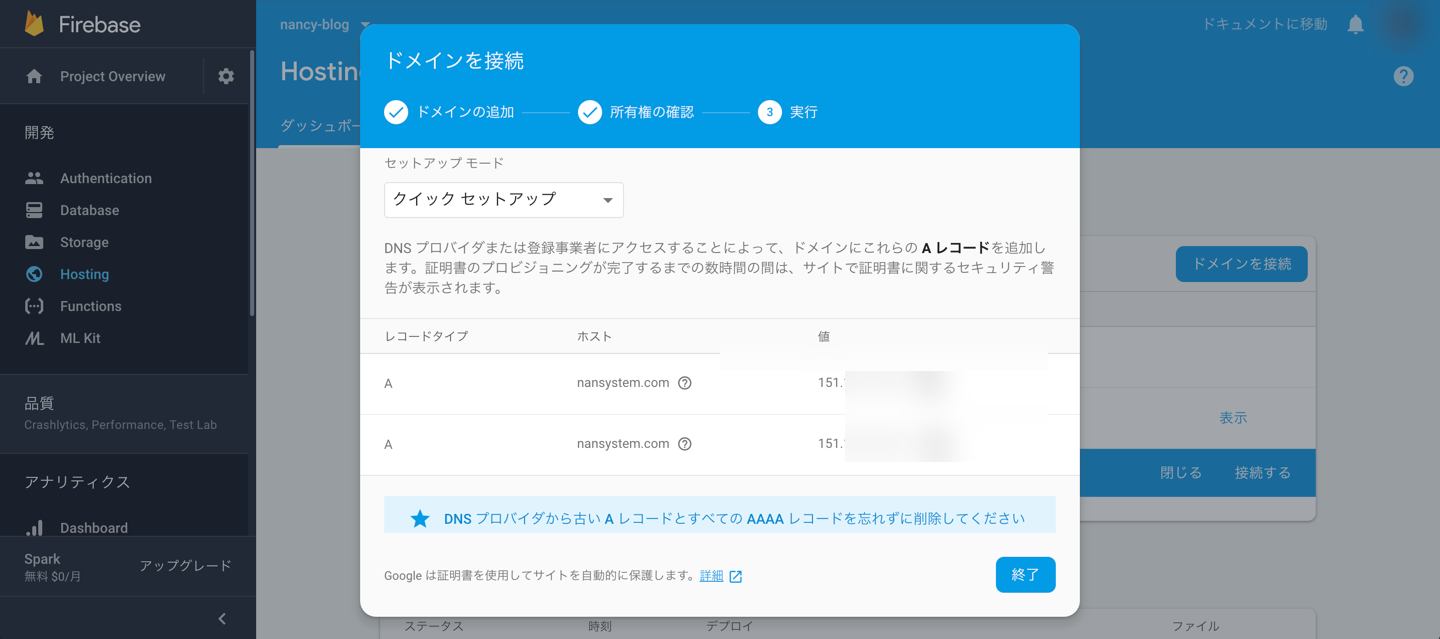 Firebase
nancy-blog
ドキュメントに移動
Project Overview
Hosting
ダッシュボー
開発
Authentication
Database
Storage
Hosting
Functions
ML Kit
品質
Crashlytics, Performance, Test Lab
アナリティクス
Dashboard
Spark
無料 $0/月
アップグレード
ドメインを接続
ドメインの追加
所有権の確認
3 実行
セットアップ モード
クイック セットアップ
DNS プロバイダまたは登録事業者にアクセスすることによって、ドメインにこれらの A レコードを追加し
ます。証明書のプロビジョニングが完了するまでの数時間の間は、サイトで証明書に関するセキュリティ警
告が表示されます。
レコードタイプ ホスト 値
A nansystem.com 151.
A nansystem.com 151.
DNS プロバイダから古い A レコードとすべての AAAA レコードを忘れずに削除してください
Google は証明書を使用してサイトを自動的に保護します。詳細
終了
ドメインを接続
表示
閉じる 接続する
ステータス 時刻 デプロイ ファイル